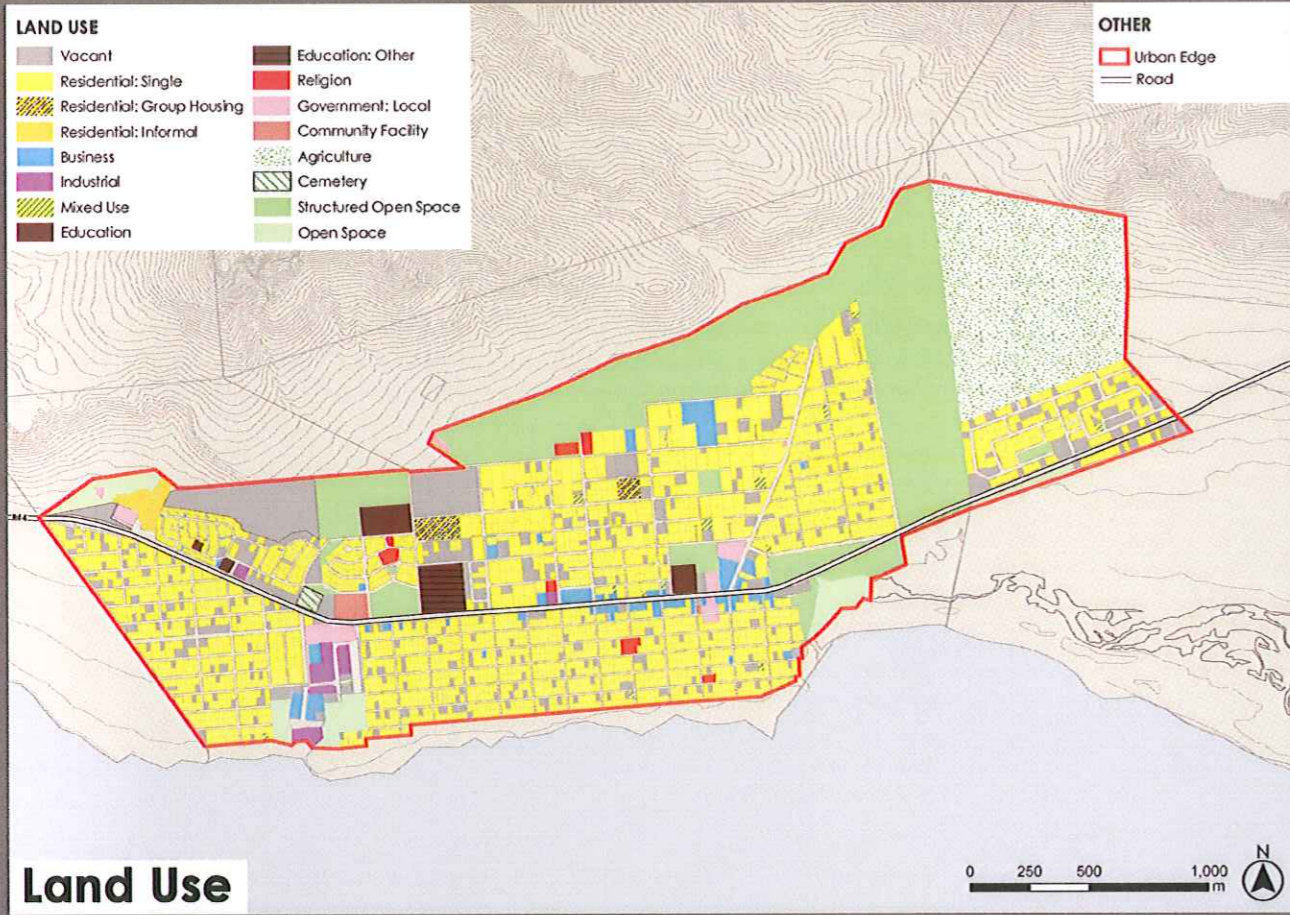 LAND USE
Vacant
Residential: Single
Residential: Group Housing
Residential: Informal
Business
Industrial
Mixed Use
Education
Education: Other
Religion
Government: Local
Community Facility
Agriculture
Cemetery
Structured Open Space
Open Space
OTHER
Urban Edge
Road
R44
Land Use
0 250 500 1,000
m
N